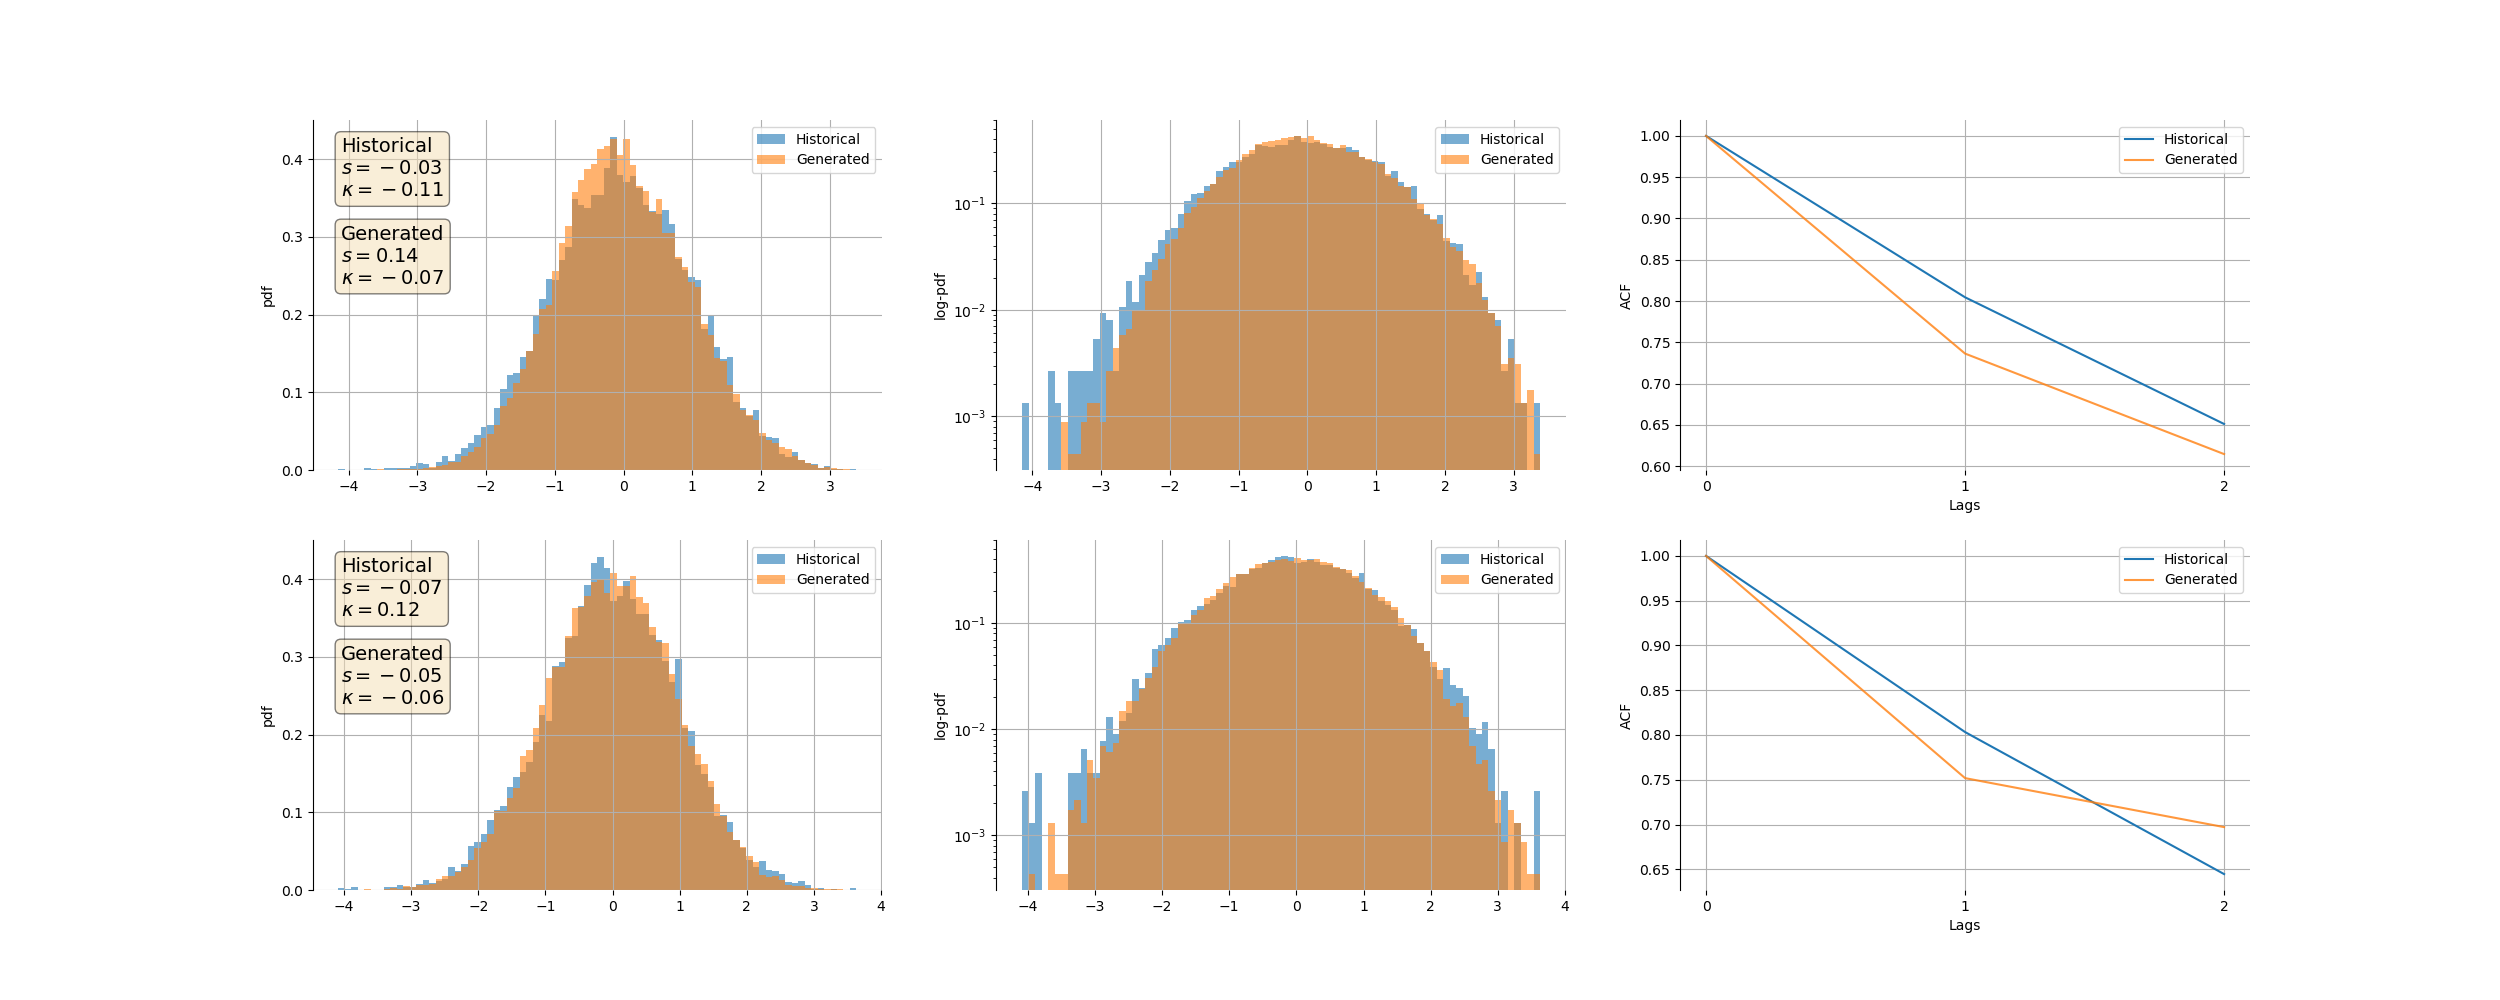 Historical
s = −0.03
κ = −0.11
Generated
s = 0.14
κ = −0.07
Historical
Generated
pdf
0.4
0.3
0.2
0.1
0.0
−4 −3 −2 −1 0 1 2 3
Historical
Generated
log-pdf
10⁻¹
10⁻²
10⁻³
−4 −3 −2 −1 0 1 2 3
Historical
Generated
ACF
1.00
0.95
0.90
0.85
0.80
0.75
0.70
0.65
0.60
0 1 2
Lags
Historical
s = −0.07
κ = 0.12
Generated
s = −0.05
κ = −0.06
Historical
Generated
pdf
0.4
0.3
0.2
0.1
0.0
−4 −3 −2 −1 0 1 2 3 4
Historical
Generated
log-pdf
10⁻¹
10⁻²
10⁻³
−4 −3 −2 −1 0 1 2 3 4
Historical
Generated
ACF
1.00
0.95
0.90
0.85
0.80
0.75
0.70
0.65
0 1 2
Lags